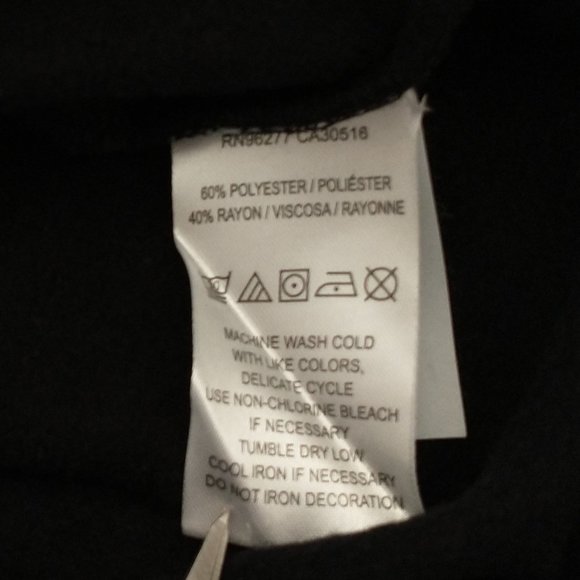 RN96277 CA30516
60% POLYESTER / POLIÉSTER
40% RAYON / VISCOSA / RAYONNE
MACHINE WASH COLD
WITH LIKE COLORS,
DELICATE CYCLE
USE NON-CHLORINE BLEACH
IF NECESSARY
TUMBLE DRY LOW
COOL IRON IF NECESSARY
DO NOT IRON DECORATION